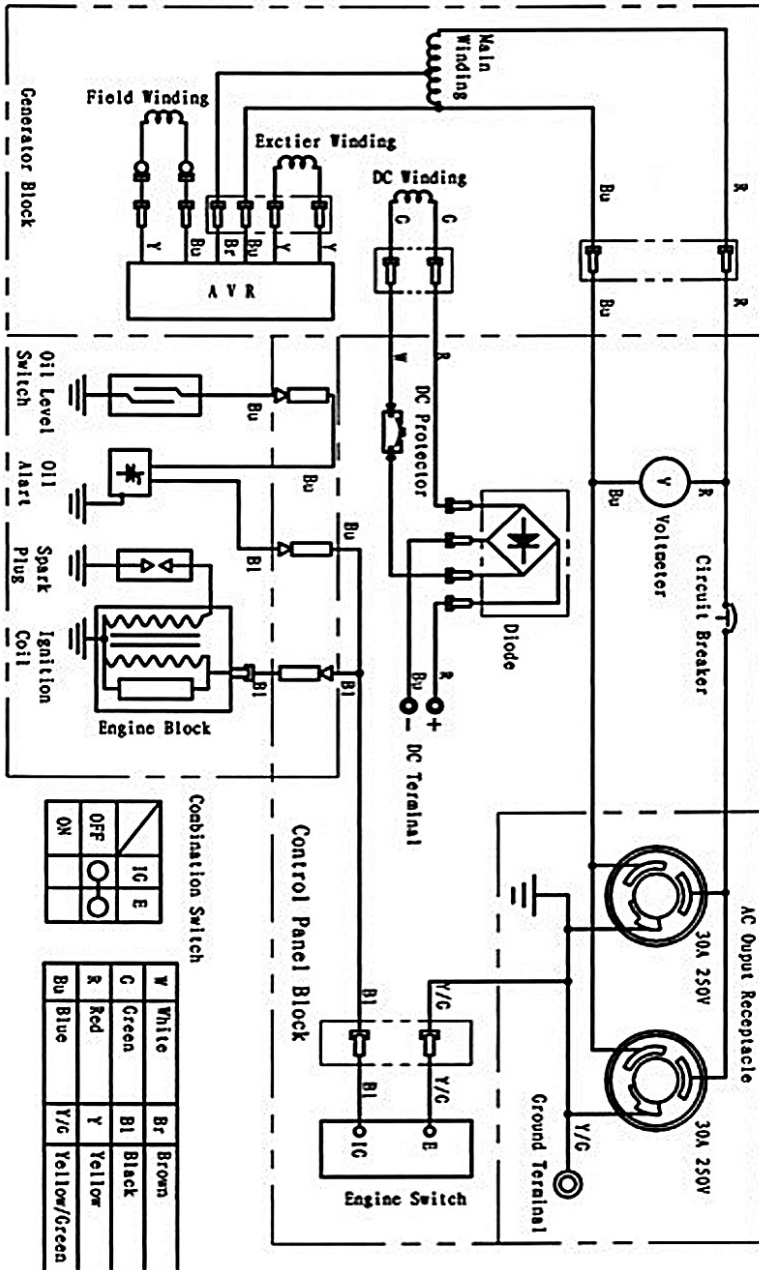 Generator Block
Field Winding
Exctier Winding
Main
Winding
DC Winding
G
G
Bu
R
Y
Bu
Br
Bu
Y
Y
A V R
Bu
R
Oil Level
Switch
Bu
W
R
DC Protector
Bu
R
V
Voltmeter
Oil
Alart
Bu
Bl
Bu
Circuit Breaker
Spark
Plug
Diode
Ignition
Coil
Bl
Bl
Bu
R
- +
DC Terminal
Engine Block
Combination Switch
IG E
OFF
ON
Control Panel Block
AC Ouput Receptacle
30A 250V
30A 250V
Bl
Y/G
Bl
Y/G
IG
E
Engine Switch
Y/G
Ground Terminal
W White Br Brown
G Green Bl Black
R Red Y Yellow
Bu Blue Y/G Yellow/Green